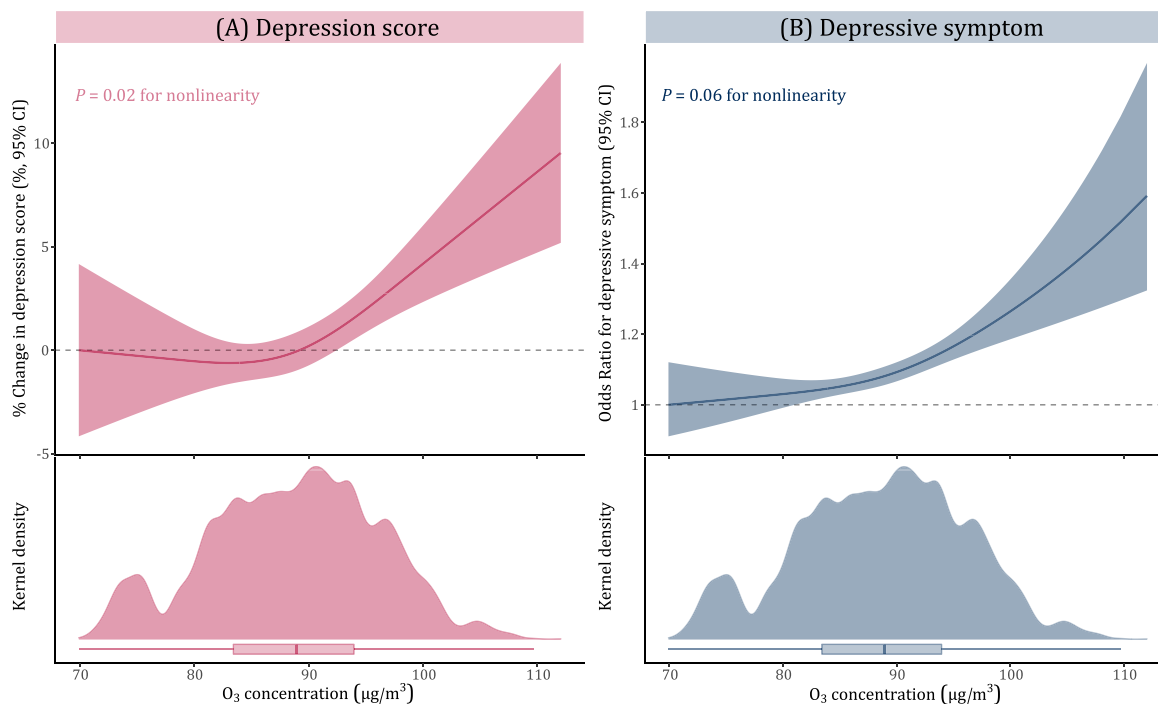 (A) Depression score
P = 0.02 for nonlinearity
% Change in depression score (%, 95% CI)
10
5
0
-5
Kernel density
70
80
90
100
110
O₃ concentration (μg/m³)
(B) Depressive symptom
P = 0.06 for nonlinearity
Odds Ratio for depressive symptom (95% CI)
1.8
1.6
1.4
1.2
1
Kernel density
70
80
90
100
110
O₃ concentration (μg/m³)